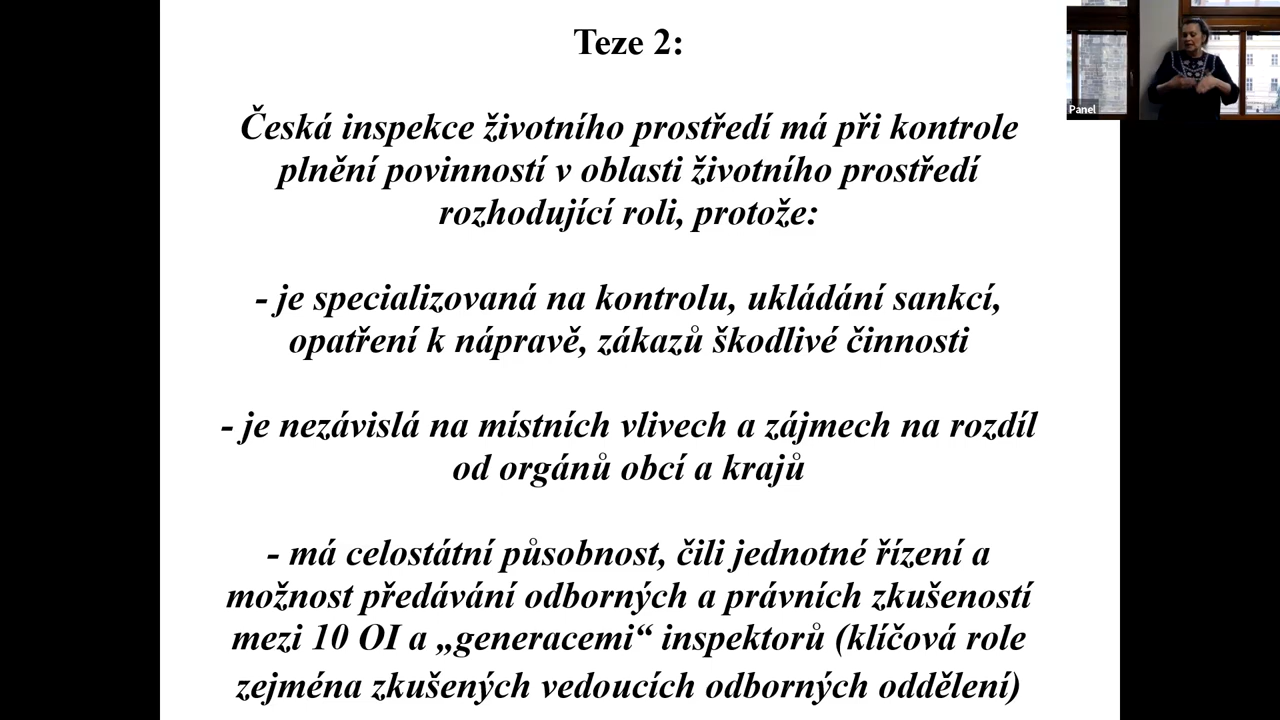 Teze 2:
Česká inspekce životního prostředí má při kontrole
plnění povinností v oblasti životního prostředí
rozhodující roli, protože:
- je specializovaná na kontrolu, ukládání sankcí,
opatření k nápravě, zákazů škodlivé činnosti
- je nezávislá na místních vlivech a zájmech na rozdíl
od orgánů obcí a krajů
- má celostátní působnost, čili jednotné řízení a
možnost předávání odborných a právních zkušeností
mezi 10 OI a „generacemi“ inspektorů (klíčová role
zejména zkušených vedoucích odborných oddělení)
Panel